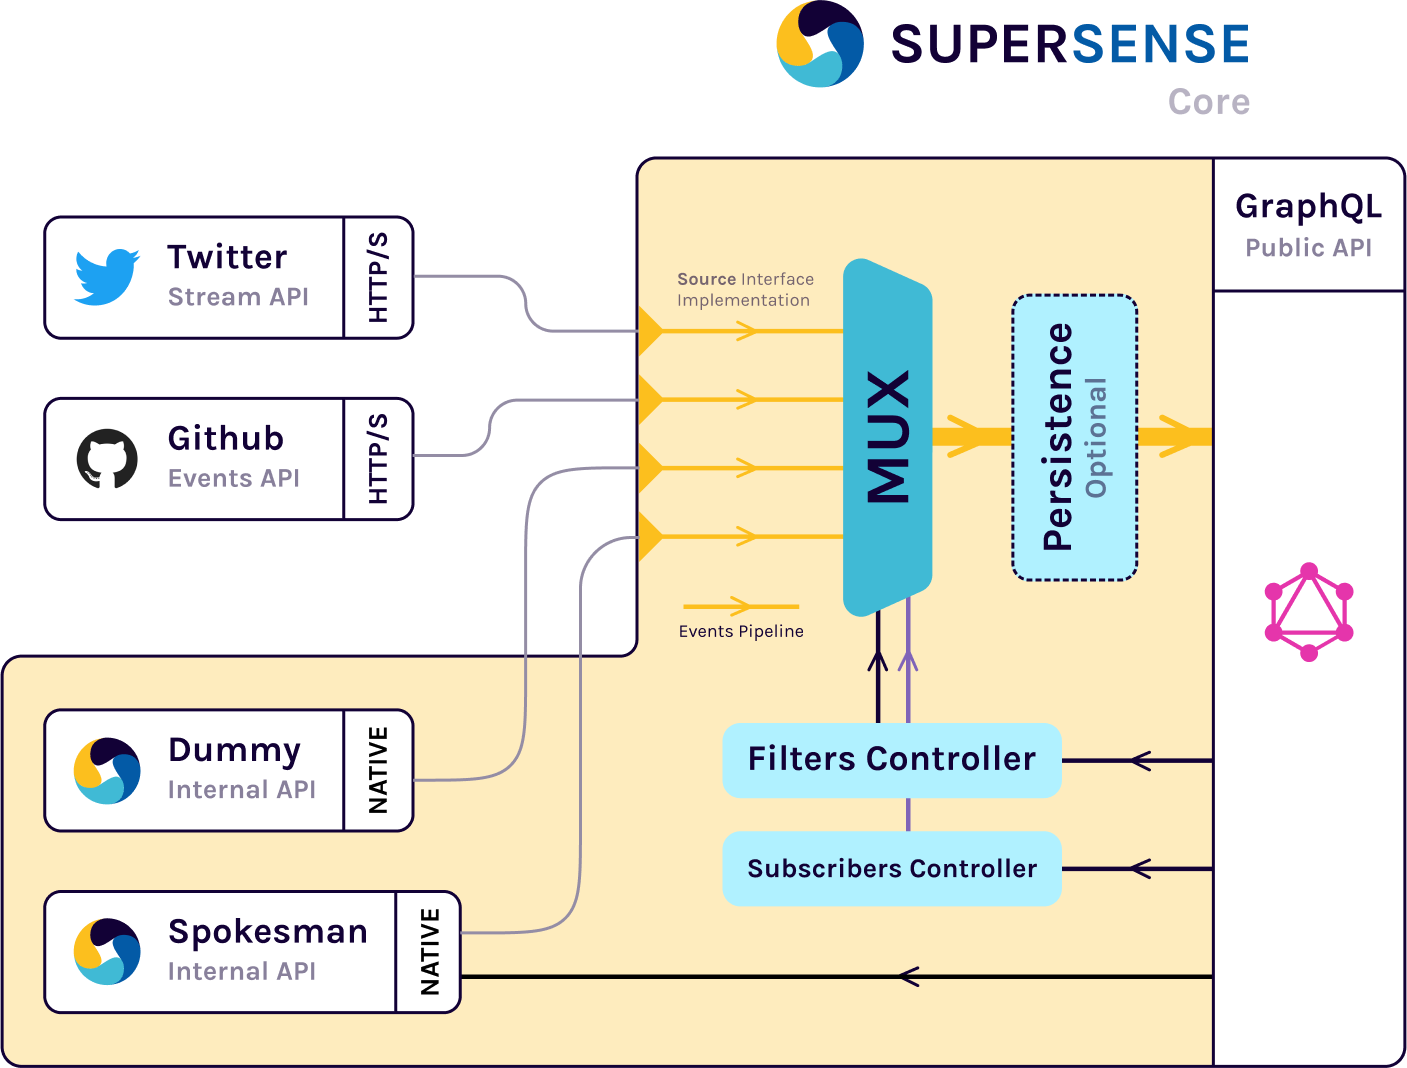 SUPERSENSE
Core
GraphQL
Public API
Twitter
Stream API
HTTP/S
Github
Events API
HTTP/S
Source Interface
Implementation
MUX
Persistence
Optional
Events Pipeline
Dummy
Internal API
NATIVE
Filters Controller
Subscribers Controller
Spokesman
Internal API
NATIVE